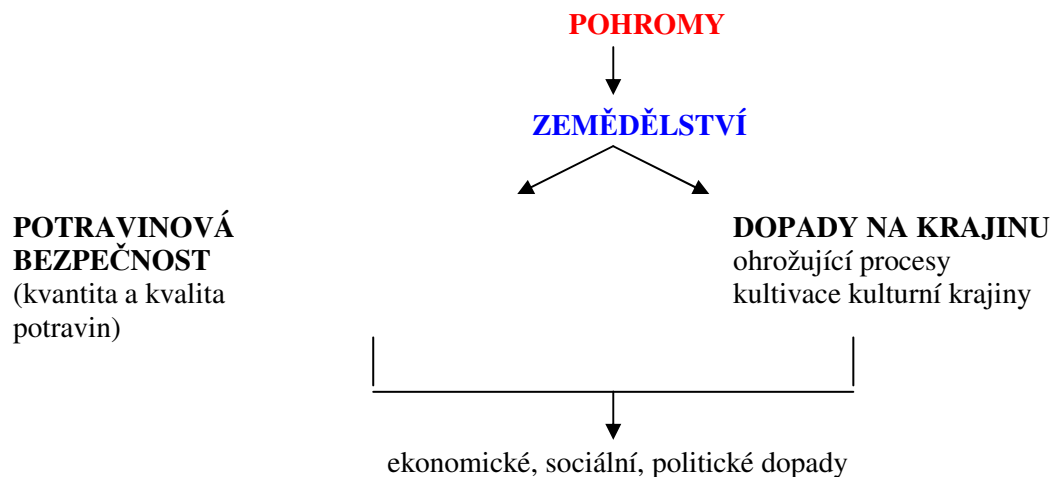 POHROMY
ZEMĚDĚLSTVÍ
POTRAVINOVÁ
BEZPEČNOST
(kvantita a kvalita
potravin)
DOPADY NA KRAJINU
ohrožující procesy
kultivace kulturní krajiny
ekonomické, sociální, politické dopady